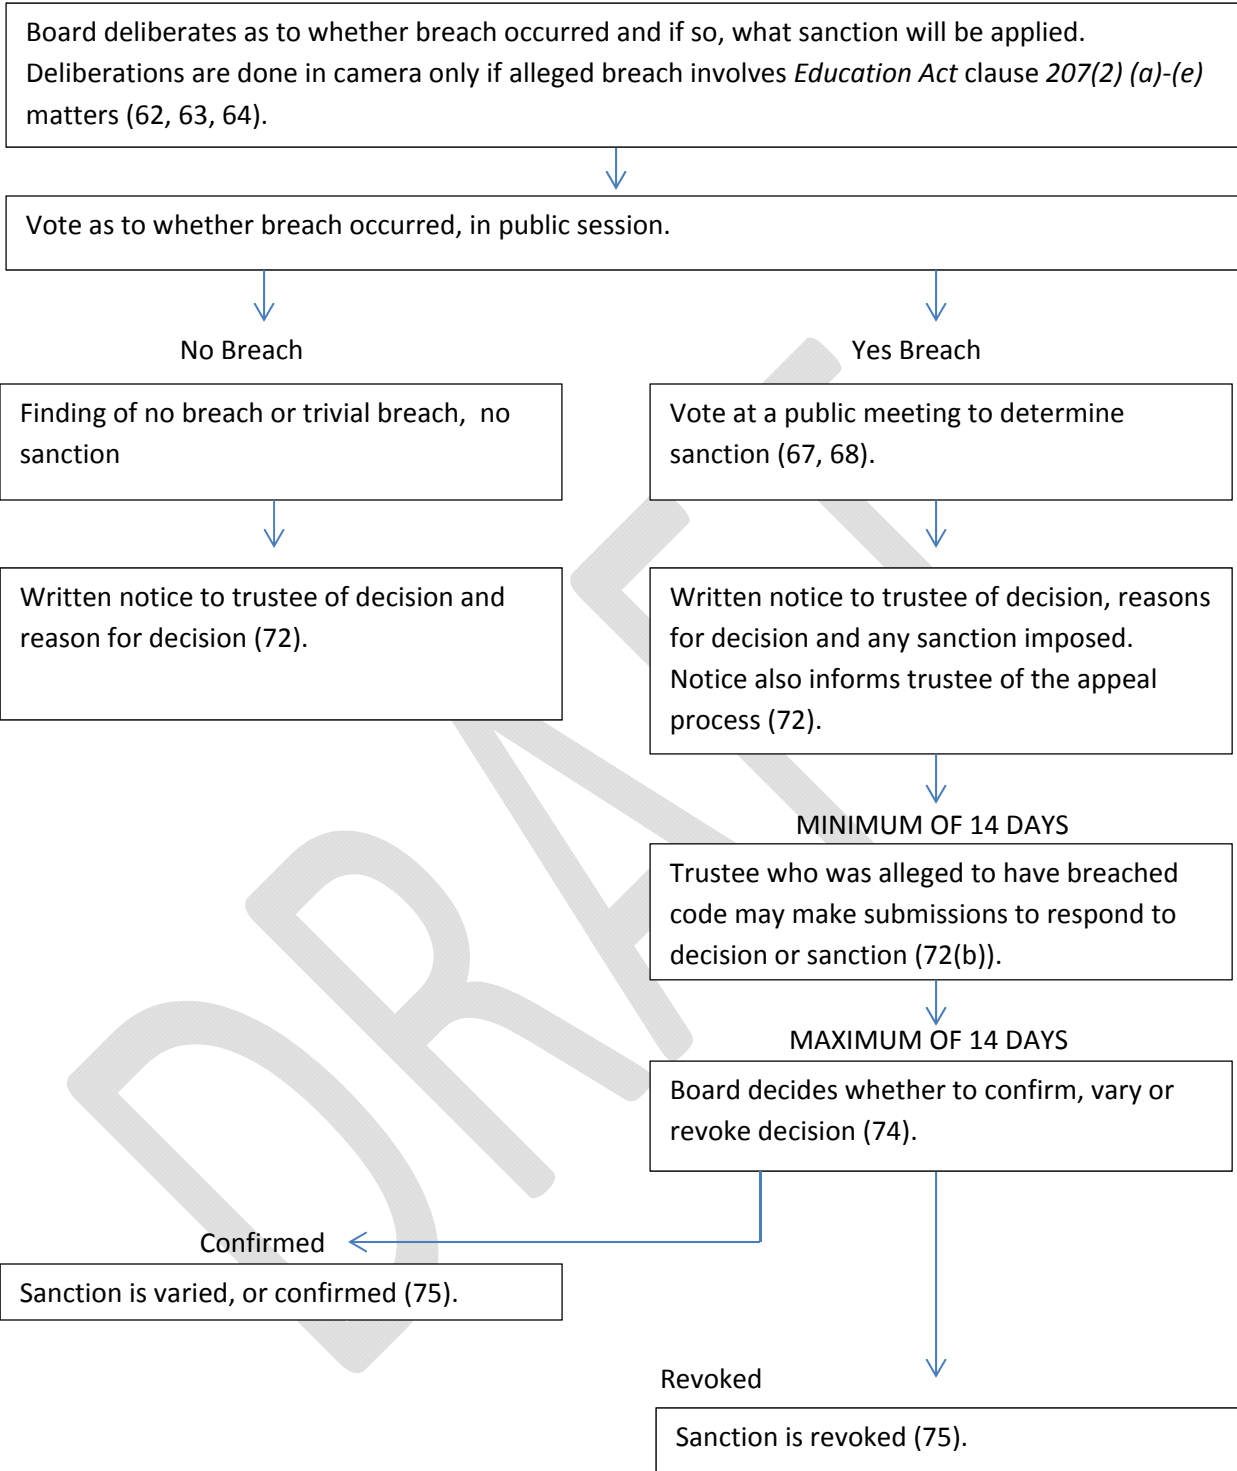 Board deliberates as to whether breach occurred and if so, what sanction will be applied.
Deliberations are done in camera only if alleged breach involves Education Act clause 207(2) (a)-(e)
matters (62, 63, 64).
Vote as to whether breach occurred, in public session.
No Breach
Yes Breach
Finding of no breach or trivial breach,  no
sanction
Vote at a public meeting to determine
sanction (67, 68).
Written notice to trustee of decision and
reason for decision (72).
Written notice to trustee of decision, reasons
for decision and any sanction imposed.
Notice also informs trustee of the appeal
process (72).
MINIMUM OF 14 DAYS
Trustee who was alleged to have breached
code may make submissions to respond to
decision or sanction (72(b)).
MAXIMUM OF 14 DAYS
Board decides whether to confirm, vary or
revoke decision (74).
Confirmed
Sanction is varied, or confirmed (75).
Revoked
Sanction is revoked (75).
DRAFT